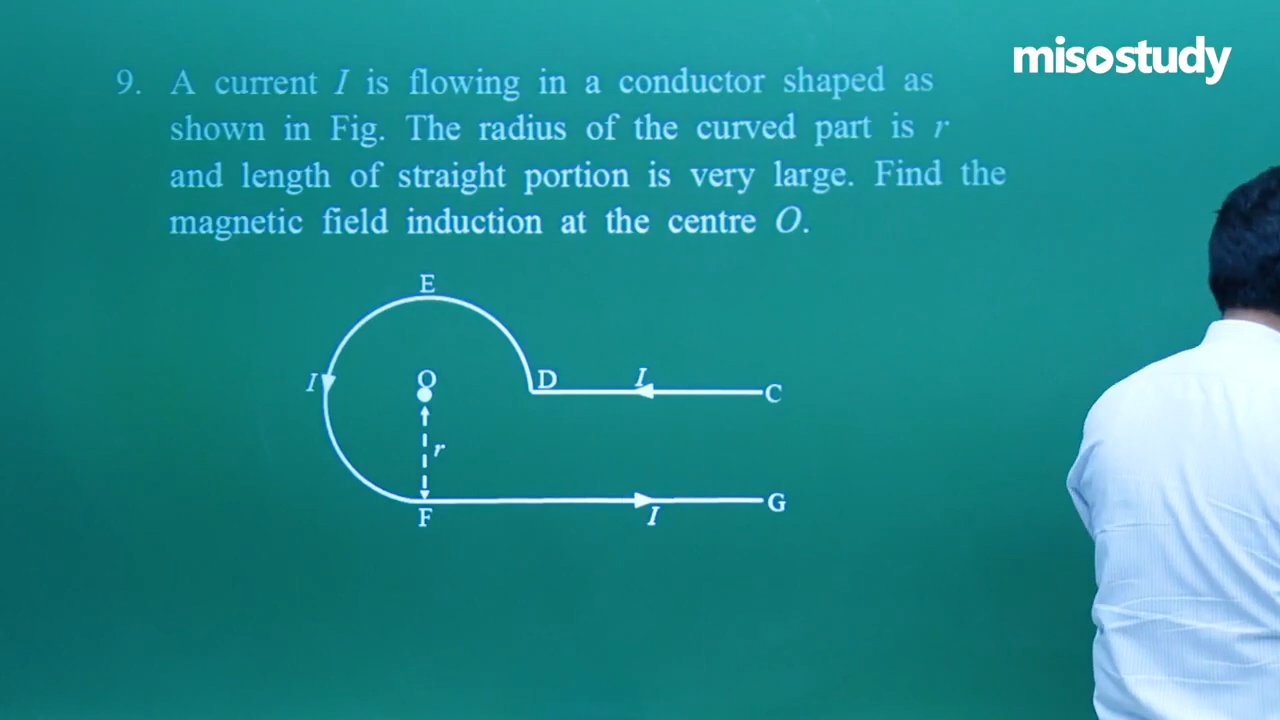 misostudy
9. A current I is flowing in a conductor shaped as
shown in Fig. The radius of the curved part is r
and length of straight portion is very large. Find the
magnetic field induction at the centre O.
E
I
O
D
I
C
r
F
I
G